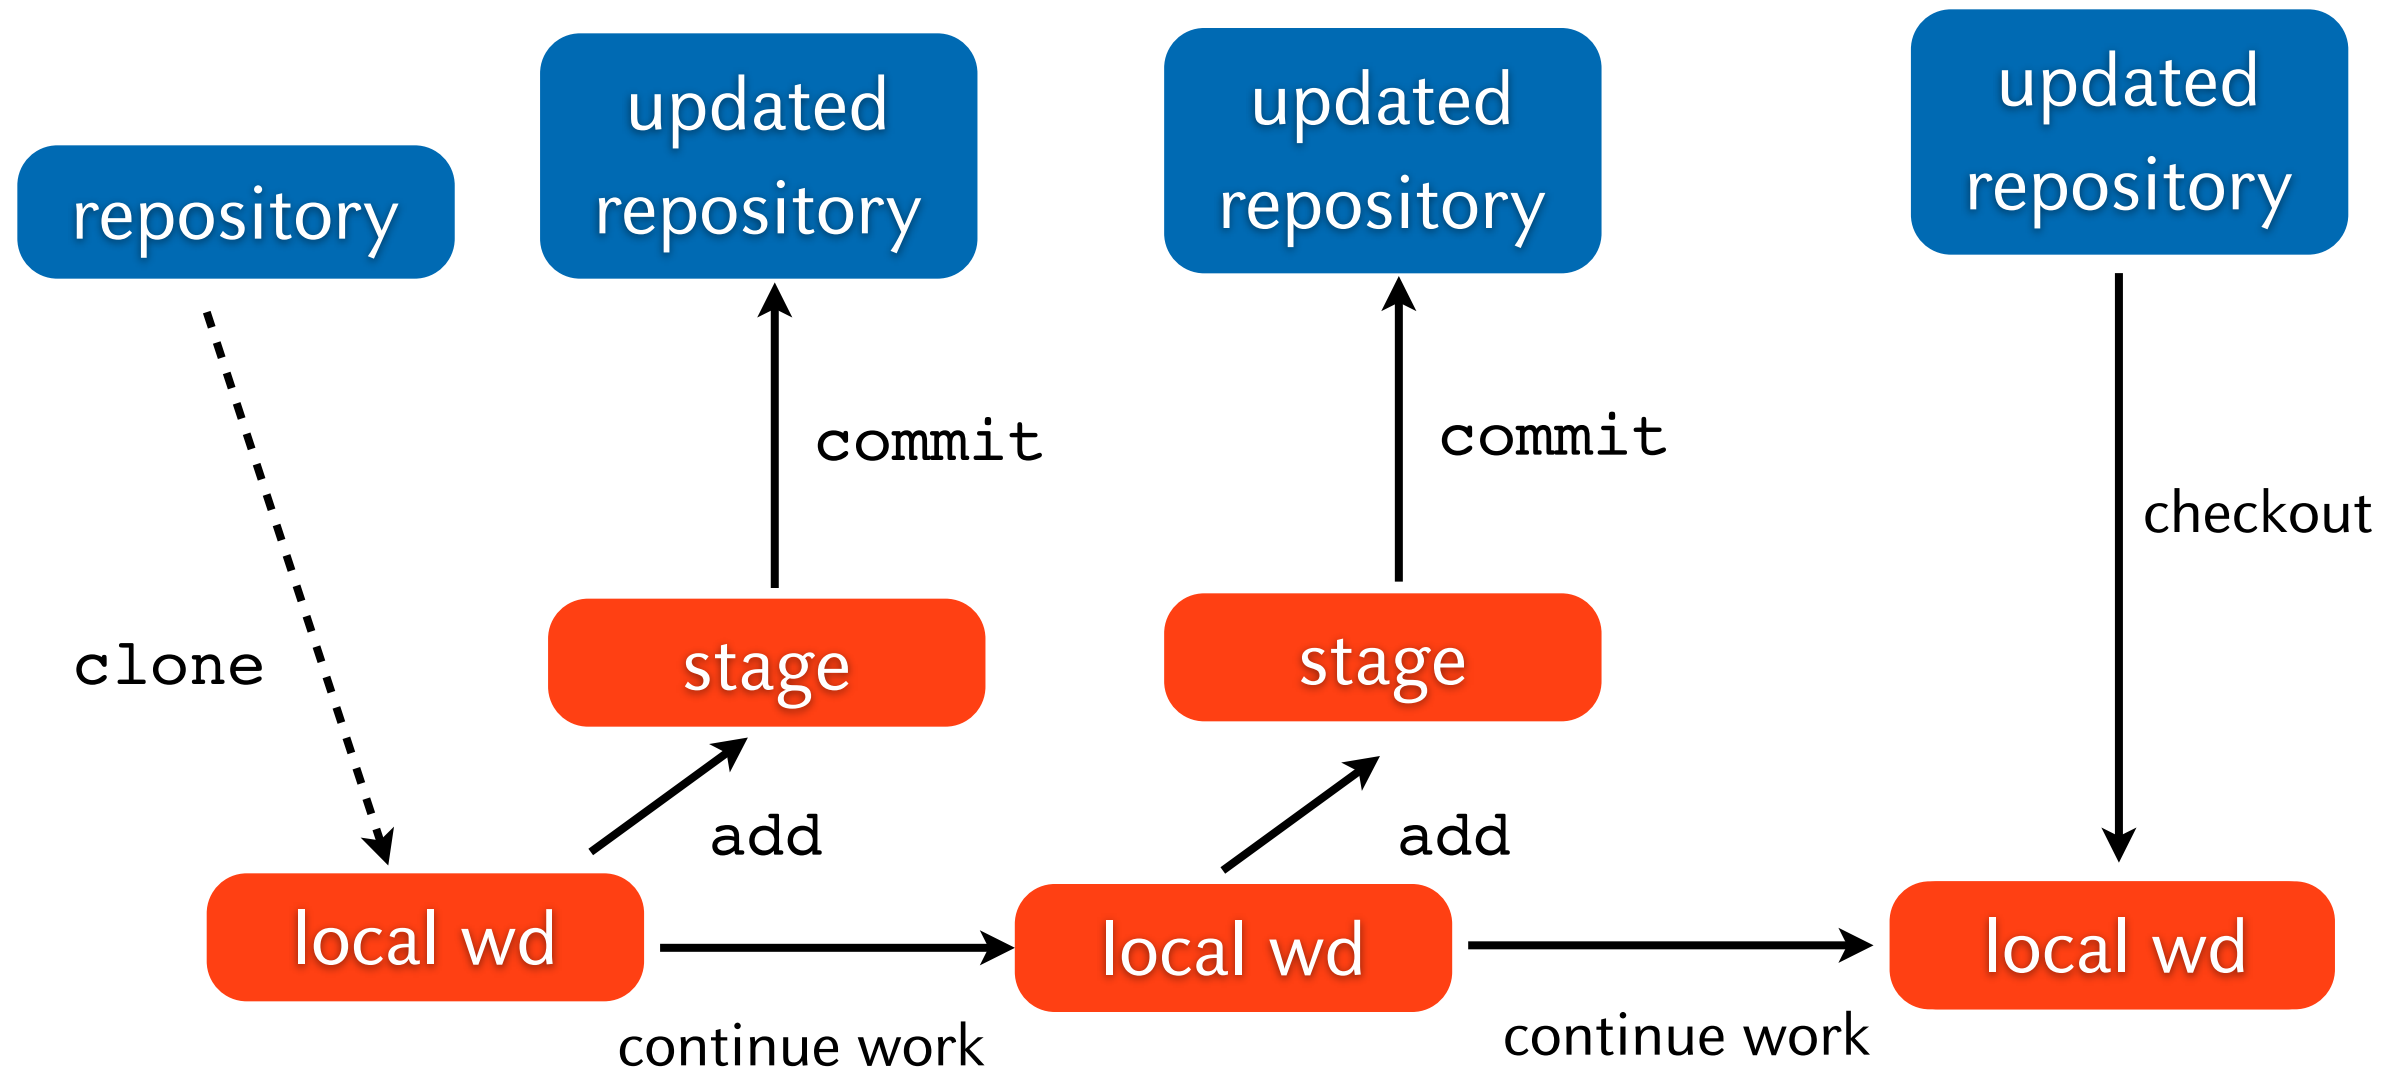 repository
updated
repository
updated
repository
updated
repository
clone
commit
commit
checkout
stage
stage
add
add
local wd
local wd
local wd
continue work
continue work